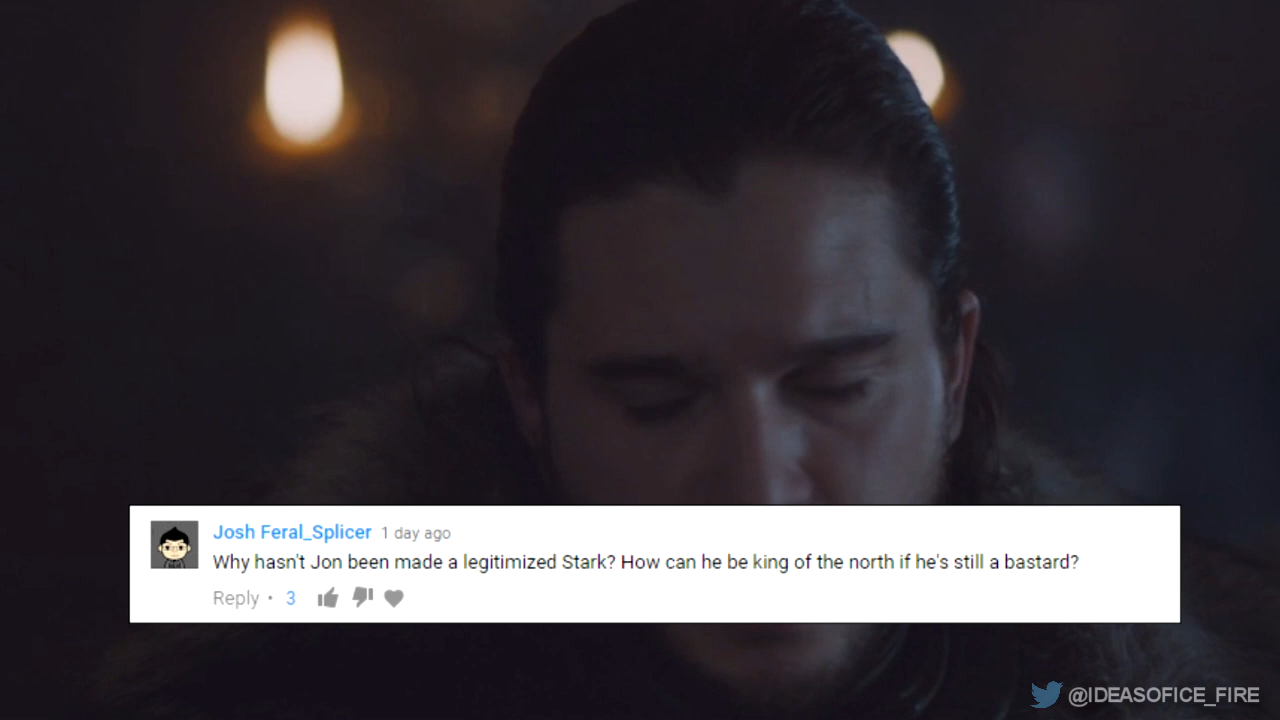 Josh Feral_Splicer 1 day ago
Why hasn't Jon been made a legitimized Stark? How can he be king of the north if he's still a bastard?
Reply • 3
@IDEASOFICE_FIRE